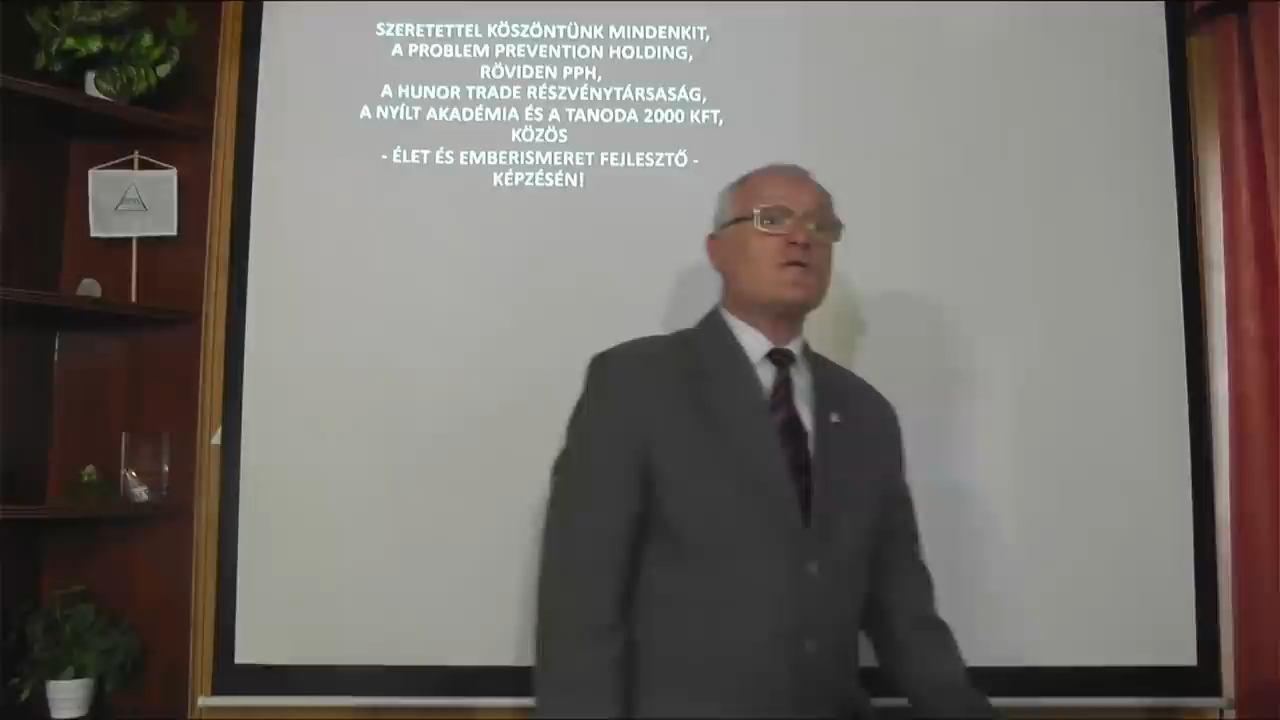 SZERETETTEL KÖSZÖNTÜNK MINDENKIT,
A PROBLEM PREVENTION HOLDING,
RÖVIDEN PPH,
A HUNOR TRADE RÉSZVÉNYTÁRSASÁG,
A NYÍLT AKADÉMIA ÉS A TANODA 2000 KFT,
KÖZÖS
- ÉLET ÉS EMBERISMERET FEJLESZTŐ -
KÉPZÉSÉN!